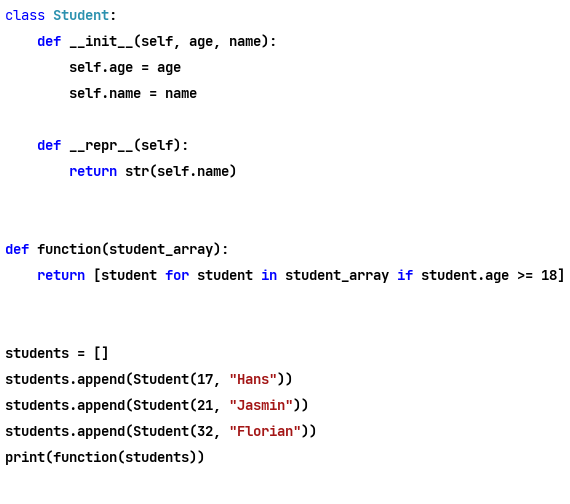 class Student:
    def __init__(self, age, name):
        self.age = age
        self.name = name
    def __repr__(self):
        return str(self.name)
def function(student_array):
    return [student for student in student_array if student.age >= 18]
students = []
students.append(Student(17, "Hans"))
students.append(Student(21, "Jasmin"))
students.append(Student(32, "Florian"))
print(function(students))